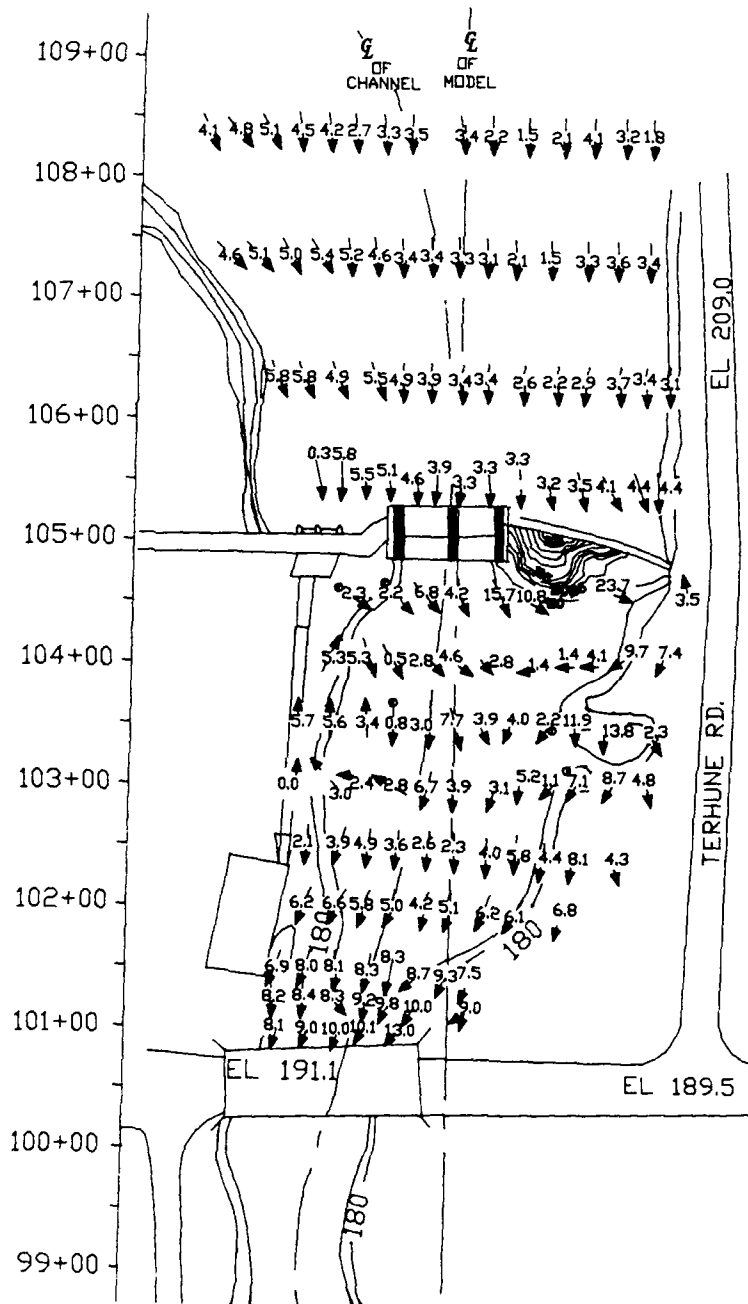 109+00
℄ OF CHANNEL
℄ OF MODEL
4.1 4.8 5.1 4.5 4.2 2.7 3.3 3.5 3.4 2.2 1.5 2.1 4.1 3.2 1.8
108+00
4.6 5.1 5.0 5.4 5.2 4.6 3.4 3.4 3.3 3.1 2.1 1.5 3.3 3.6 3.4
107+00
EL 209.0
5.8 5.8 4.9 5.5 4.9 3.9 3.4 3.4 2.6 2.2 2.9 3.7 3.4 3.1
106+00
0.3 5.8 5.5 5.1 4.6 3.9 3.3 3.3 3.3 3.2 3.5 4.1 4.4 4.4
105+00
2.3 2.2 6.8 4.2 15.7 10.8 23.7 3.5
104+00
5.3 5.3 0.5 2.8 4.6 2.8 1.4 1.4 4.1 9.7 7.4
5.7 5.6 3.4 0.8 3.0 7.7 3.9 4.0 2.2 11.9 13.8 2.3
TERHUNE RD.
103+00
0.0 3.0 2.4 2.8 6.7 3.9 3.1 5.2 1.1 7.1 8.7 4.8
2.1 3.9 4.9 3.6 2.6 2.3 4.0 5.8 4.4 8.1 4.3
102+00
6.2 6.6 5.8 5.0 4.2 5.1 6.2 6.1 6.8
180
180
6.9 8.0 8.1 8.3 8.3 8.7 9.3 7.5
8.2 8.4 8.3 9.2 9.8 10.0 9.0
101+00
8.1 9.0 10.0 10.1 13.0
EL 191.1
EL 189.5
100+00
180
99+00